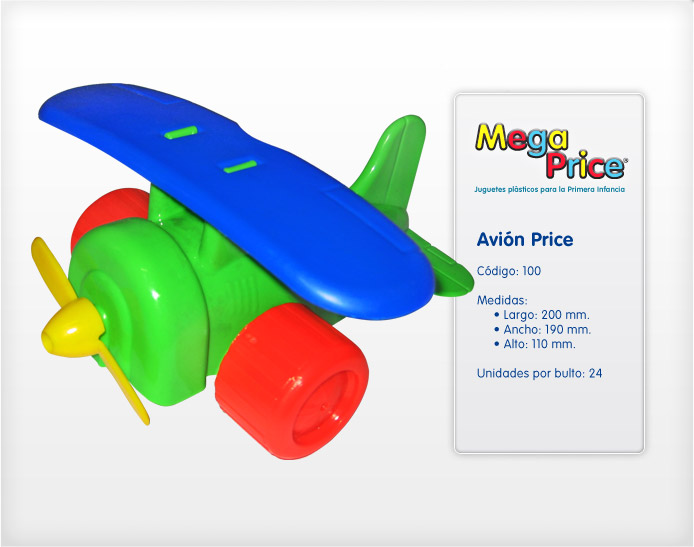 Mega
Price®
Juguetes plásticos para la Primera Infancia
Avión Price
Código: 100
Medidas:
• Largo: 200 mm.
• Ancho: 190 mm.
• Alto: 110 mm.
Unidades por bulto: 24